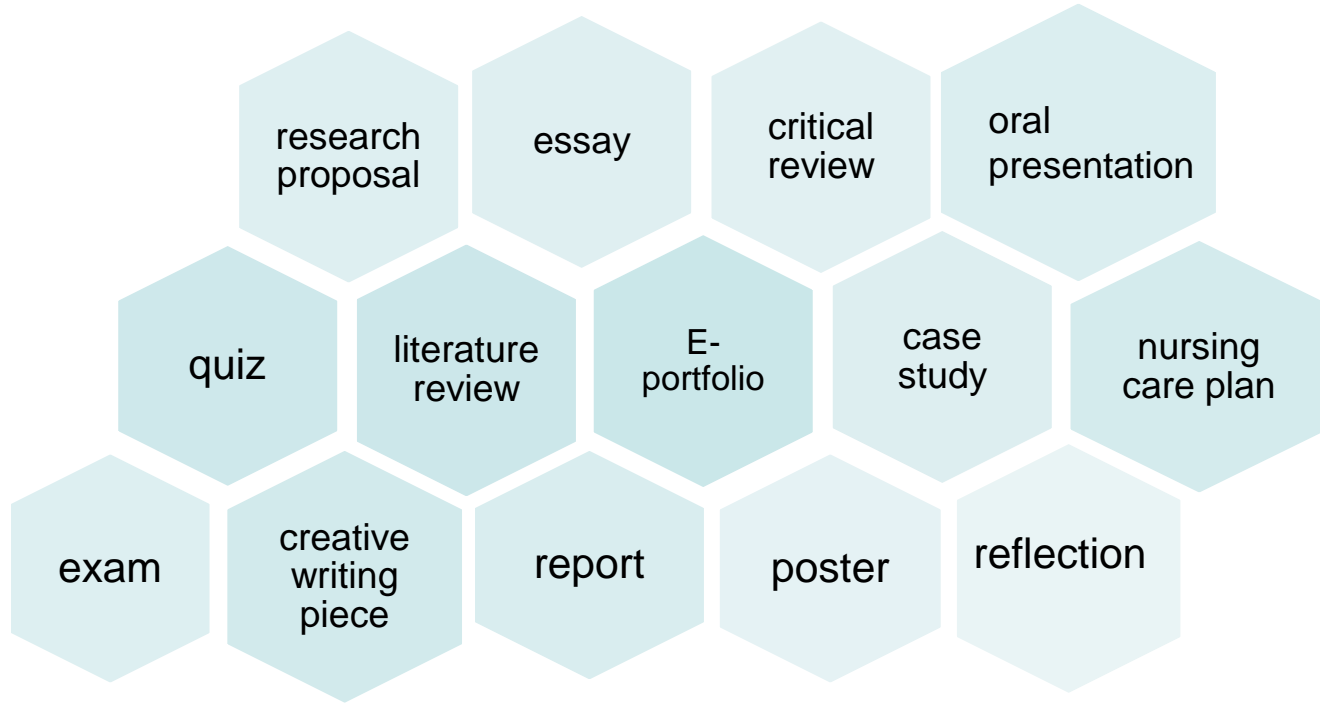 research
proposal
essay
critical
review
oral
presentation
quiz
literature
review
E-
portfolio
case
study
nursing
care plan
exam
creative
writing
piece
report
poster
reflection